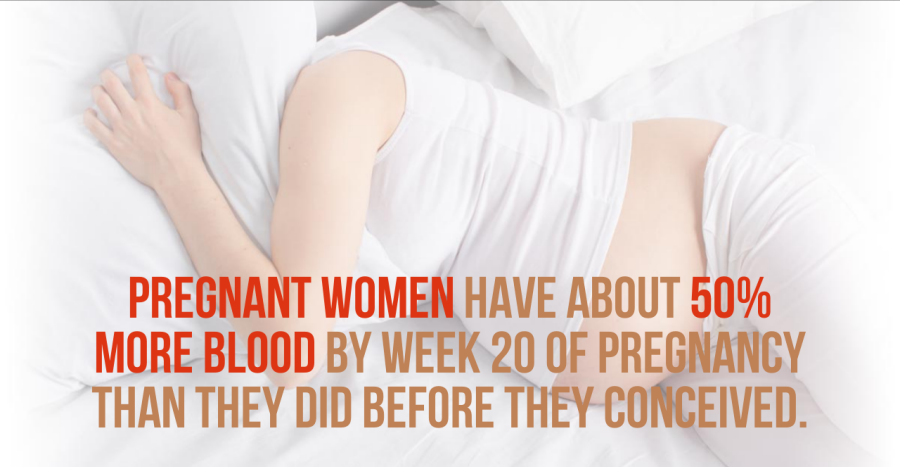 PREGNANT WOMEN HAVE ABOUT 50%
MORE BLOOD BY WEEK 20 OF PREGNANCY
THAN THEY DID BEFORE THEY CONCEIVED.